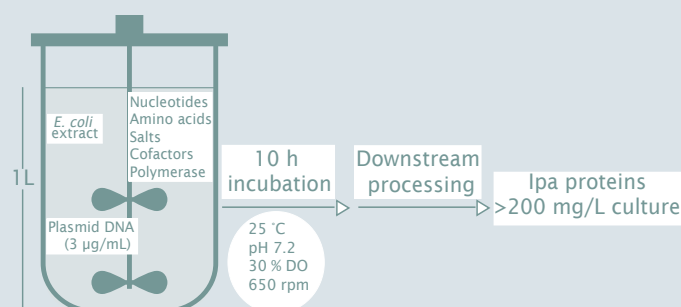 E. coli
extract
Nucleotides
Amino acids
Salts
Cofactors
Polymerase
1L
Plasmid DNA
(3 µg/mL)
10 h
incubation
25 °C
pH 7.2
30 % DO
650 rpm
Downstream
processing
Ipa proteins
>200 mg/L culture